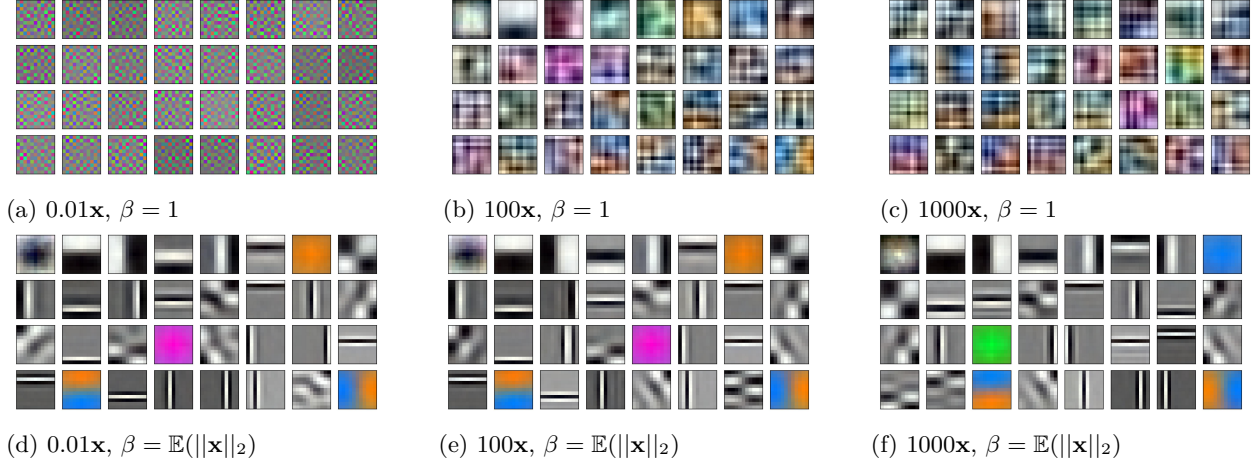 (a) 0.01x, β = 1
(b) 100x, β = 1
(c) 1000x, β = 1
(d) 0.01x, β = 𝔼(||x||₂)
(e) 100x, β = 𝔼(||x||₂)
(f) 1000x, β = 𝔼(||x||₂)